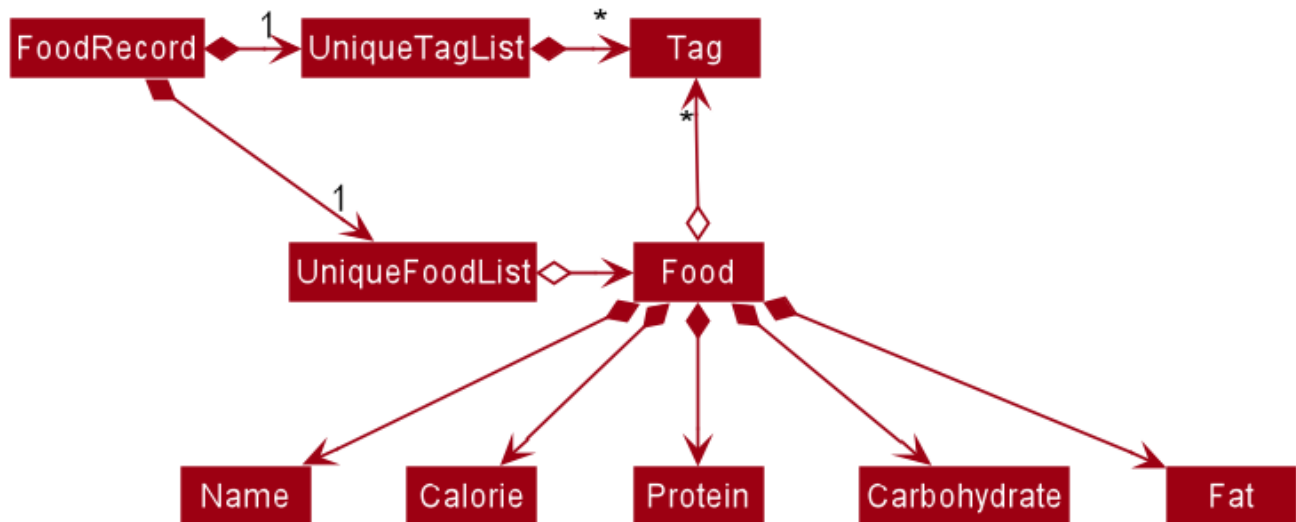 FoodRecord 1 UniqueTagList * Tag
*
1
UniqueFoodList Food
Name Calorie Protein Carbohydrate Fat